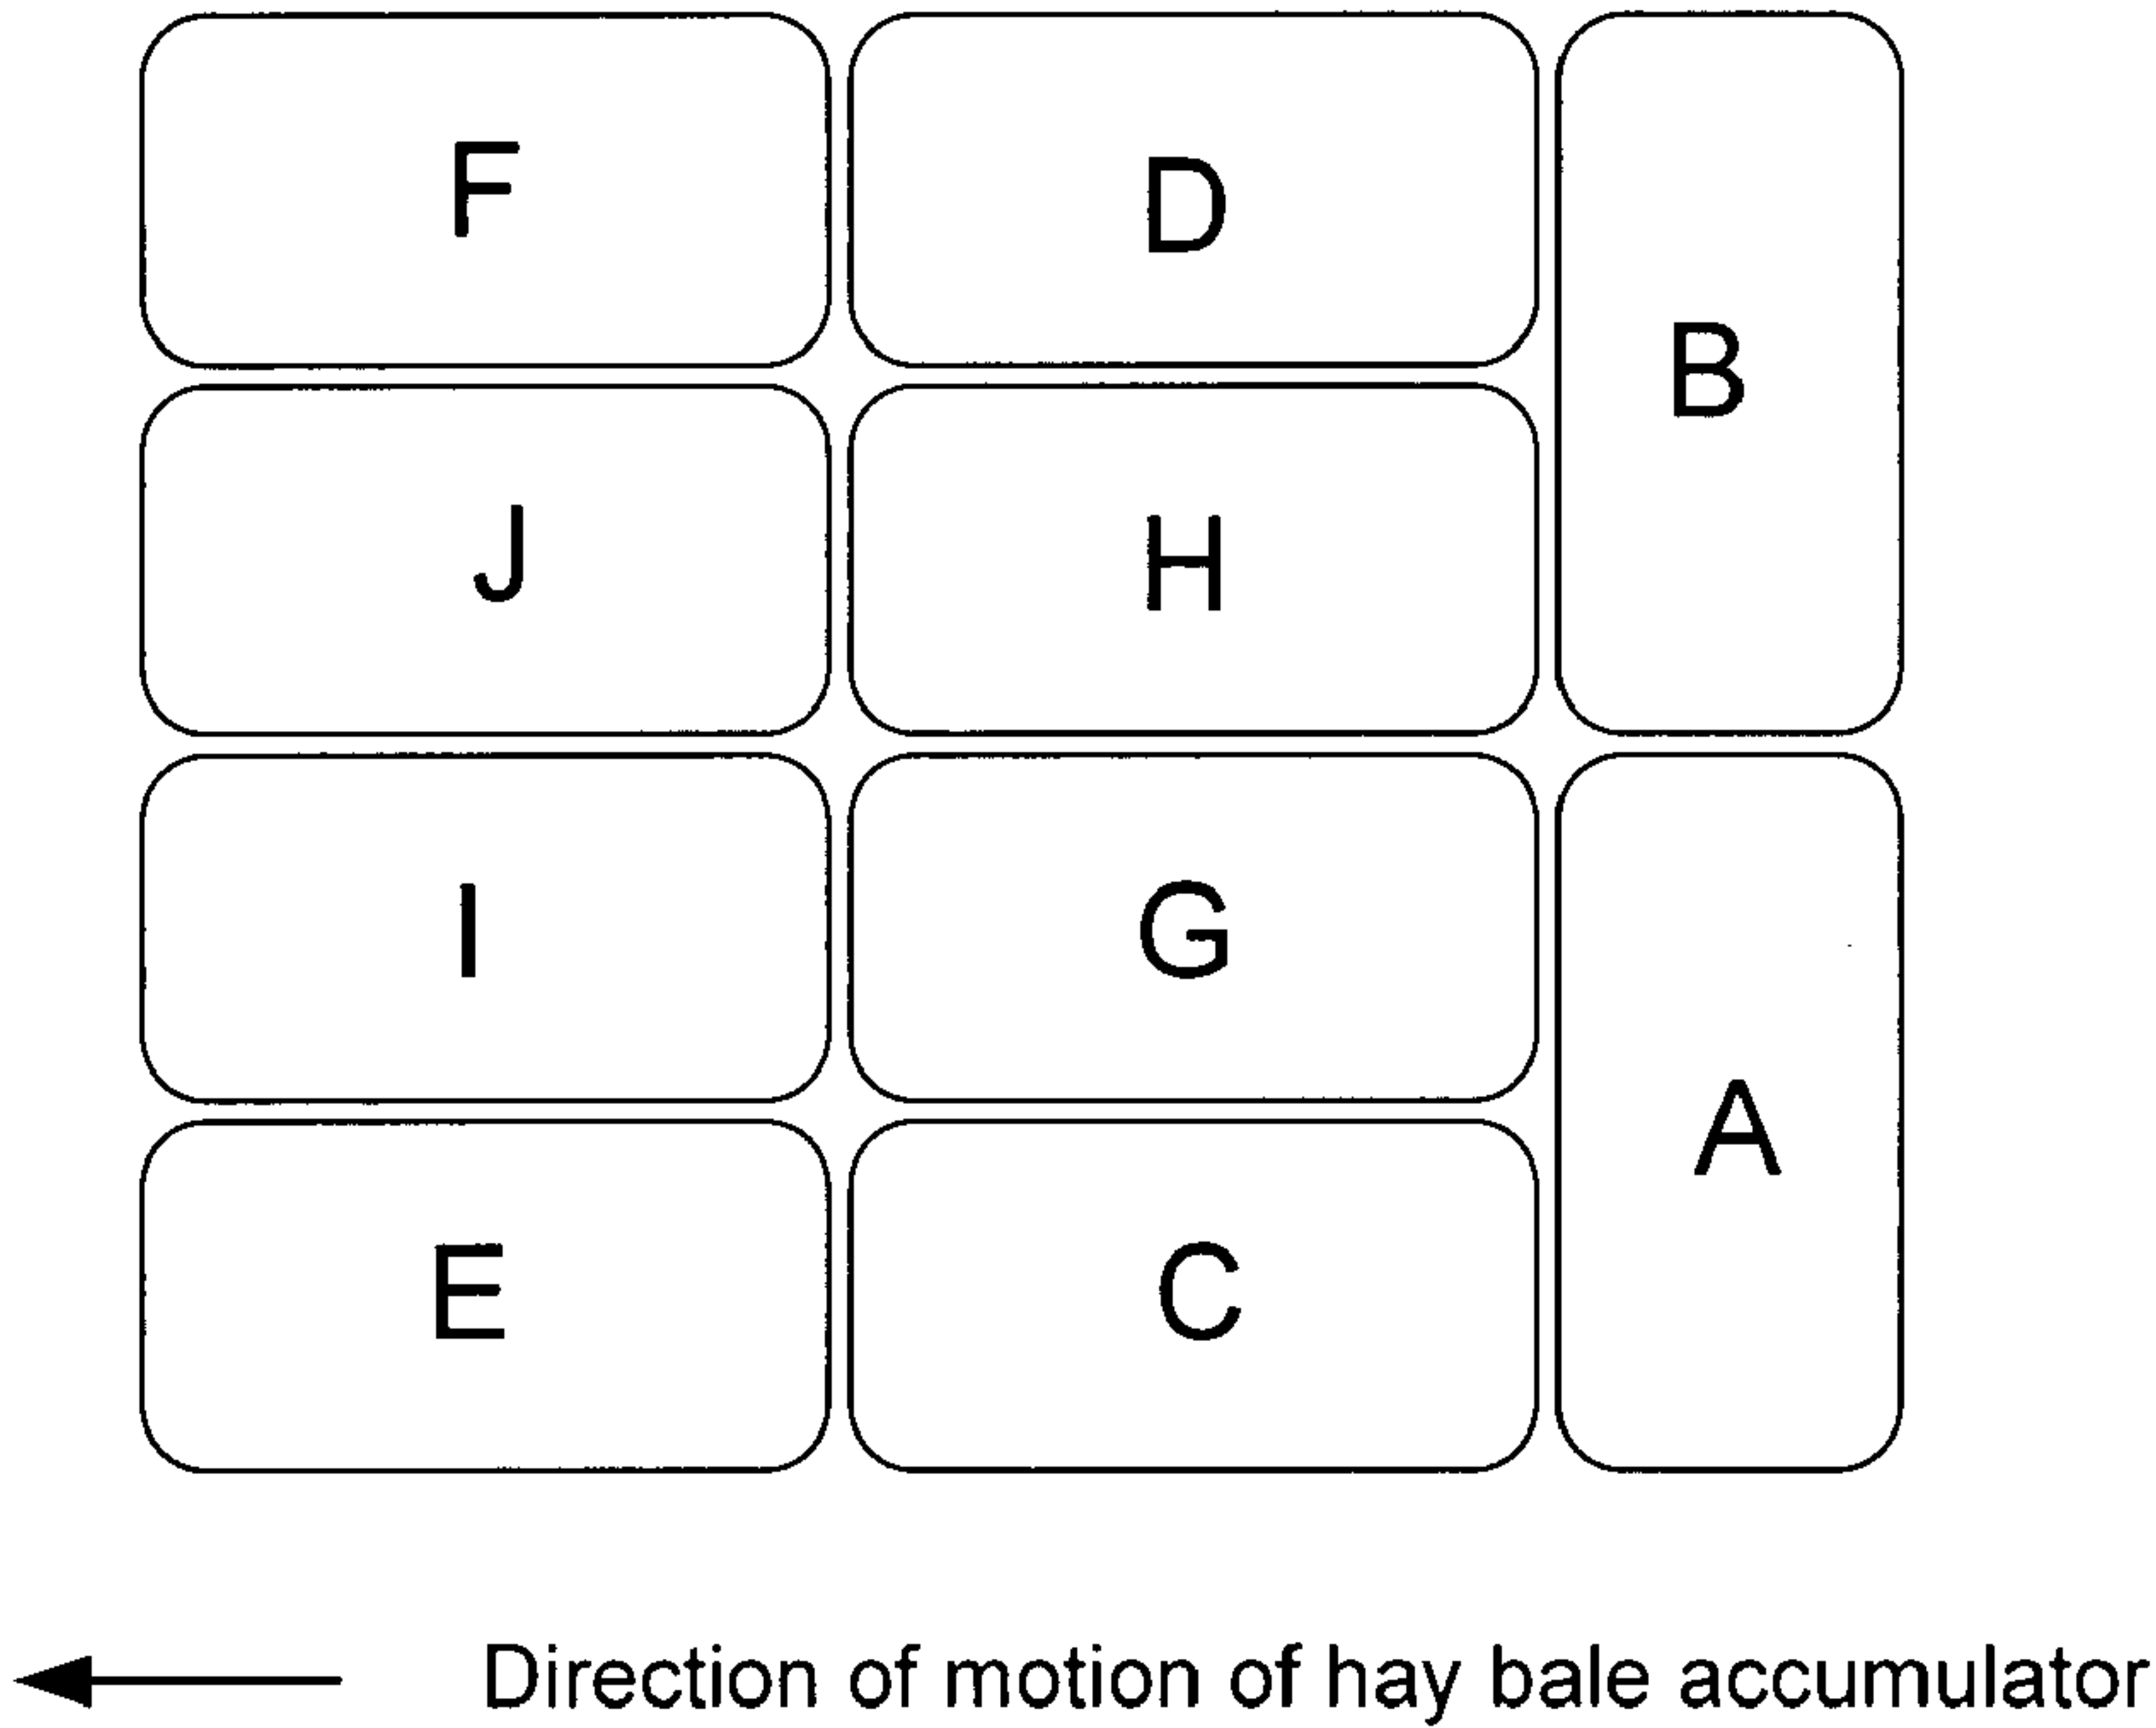 F D
B
J H
I G
A
E C
Direction of motion of hay bale accumulator